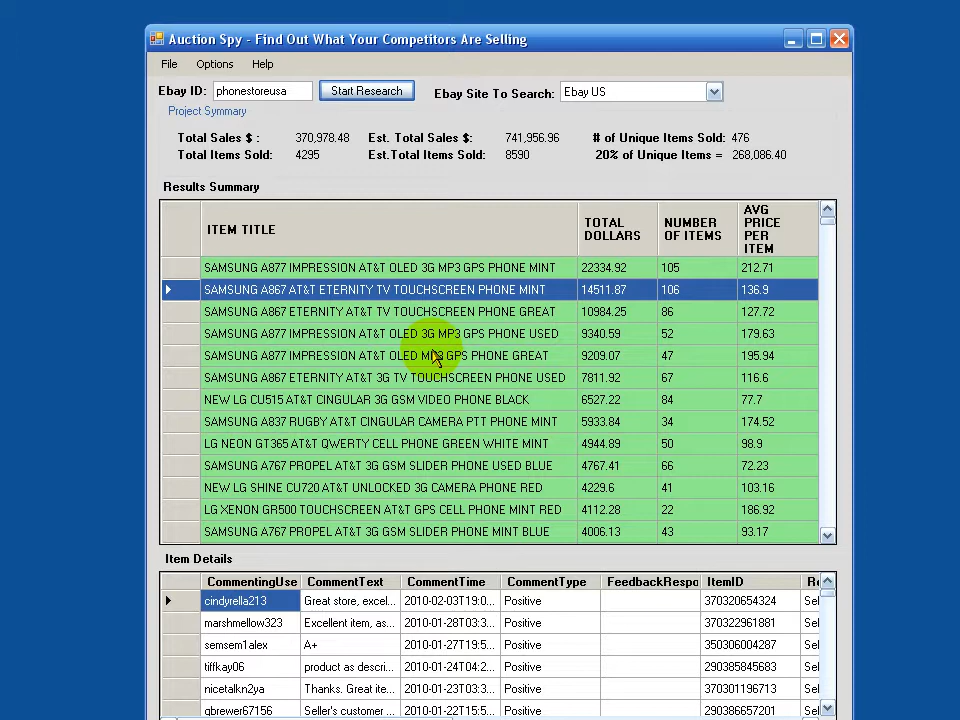 Auction Spy - Find Out What Your Competitors Are Selling
File Options Help
Ebay ID: phonestoreusa Start Research Ebay Site To Search: Ebay US
Project Summary
Total Sales $ : 370,978.48 Est. Total Sales $: 741,956.96 # of Unique Items Sold: 476
Total Items Sold: 4295 Est.Total Items Sold: 8590 20% of Unique Items = 268,086.40
Results Summary
ITEM TITLE TOTAL DOLLARS NUMBER OF ITEMS AVG PRICE PER ITEM
SAMSUNG A877 IMPRESSION AT&T OLED 3G MP3 GPS PHONE MINT 22334.92 105 212.71
SAMSUNG A867 AT&T ETERNITY TV TOUCHSCREEN PHONE MINT 14511.87 106 136.9
SAMSUNG A867 ETERNITY AT&T TV TOUCHSCREEN PHONE GREAT 10984.25 86 127.72
SAMSUNG A877 IMPRESSION AT&T OLED 3G MP3 GPS PHONE USED 9340.59 52 179.63
SAMSUNG A877 IMPRESSION AT&T OLED MP3 GPS PHONE GREAT 9209.07 47 195.94
SAMSUNG A867 ETERNITY AT&T 3G TV TOUCHSCREEN PHONE USED 7811.92 67 116.6
NEW LG CU515 AT&T CINGULAR 3G GSM VIDEO PHONE BLACK 6527.22 84 77.7
SAMSUNG A837 RUGBY AT&T CINGULAR CAMERA PTT PHONE MINT 5933.84 34 174.52
LG NEON GT365 AT&T QWERTY CELL PHONE GREEN WHITE MINT 4944.89 50 98.9
SAMSUNG A767 PROPEL AT&T 3G GSM SLIDER PHONE USED BLUE 4767.41 66 72.23
NEW LG SHINE CU720 AT&T UNLOCKED 3G CAMERA PHONE RED 4229.6 41 103.16
LG XENON GR500 TOUCHSCREEN AT&T GPS CELL PHONE MINT RED 4112.28 22 186.92
SAMSUNG A767 PROPEL AT&T 3G GSM SLIDER PHONE MINT BLUE 4006.13 43 93.17
Item Details
CommentingUse CommentText CommentTime CommentType FeedbackRespo ItemID Ro
cindyrella213 Great store, excel... 2010-02-03T19:0... Positive 370320654324 Sel
marshmellow323 Excellent item, as... 2010-01-28T03:3... Positive 370322961881 Sel
semsem1alex A+ 2010-01-27T19:5... Positive 350306004287 Sel
tiffkay06 product as descri... 2010-01-24T04:2... Positive 290385845683 Sel
nicetalkn2ya Thanks. Great ite... 2010-01-23T03:3... Positive 370301196713 Sel
gbrewer67156 Seller's customer ... 2010-01-22T15:5... Positive 290386657201 Sel